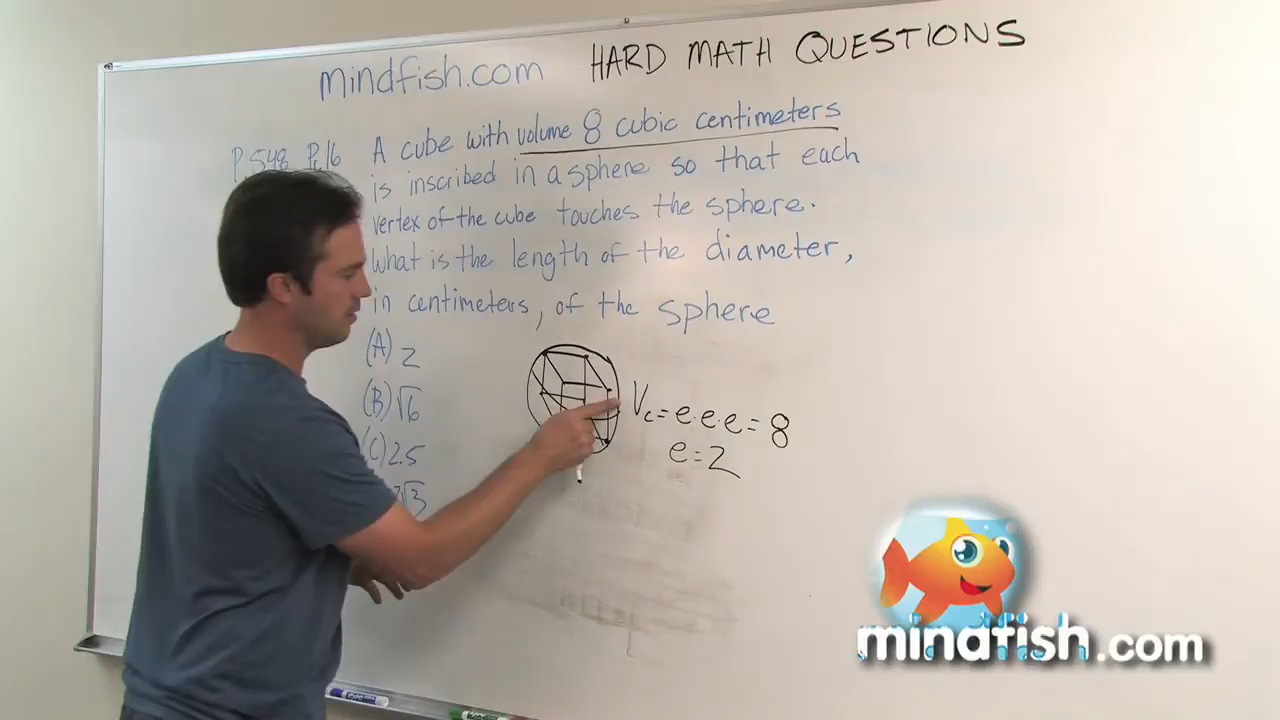 mindfish.com HARD MATH QUESTIONS
P.548 Pr.16 A cube with volume 8 cubic centimeters
is inscribed in a sphere so that each
vertex of the cube touches the sphere.
What is the length of the diameter,
in centimeters, of the sphere
(A) 2
(B) √6
(C) 2.5
√3
Vc = e·e·e = 8
e = 2
mindfish.com